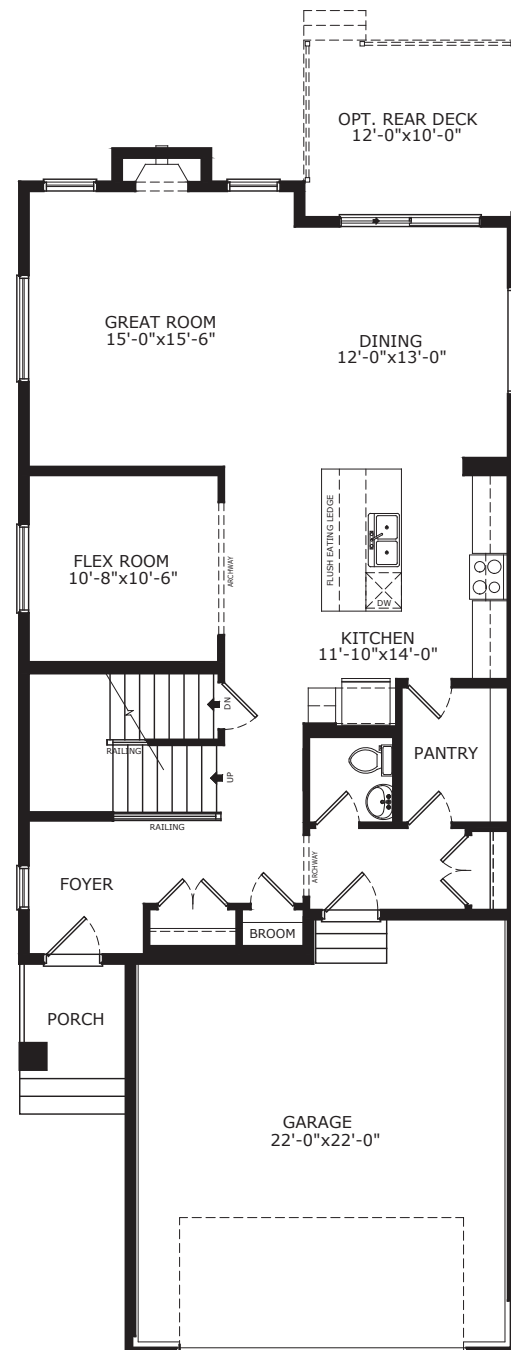 OPT. REAR DECK
12'-0"x10'-0"
GREAT ROOM
15'-0"x15'-6"
DINING
12'-0"x13'-0"
FLUSH EATING LEDGE
DW
ARCHWAY
FLEX ROOM
10'-8"x10'-6"
KITCHEN
11'-10"x14'-0"
DN
RAILING
UP
PANTRY
RAILING
ARCHWAY
FOYER
BROOM
PORCH
GARAGE
22'-0"x22'-0"